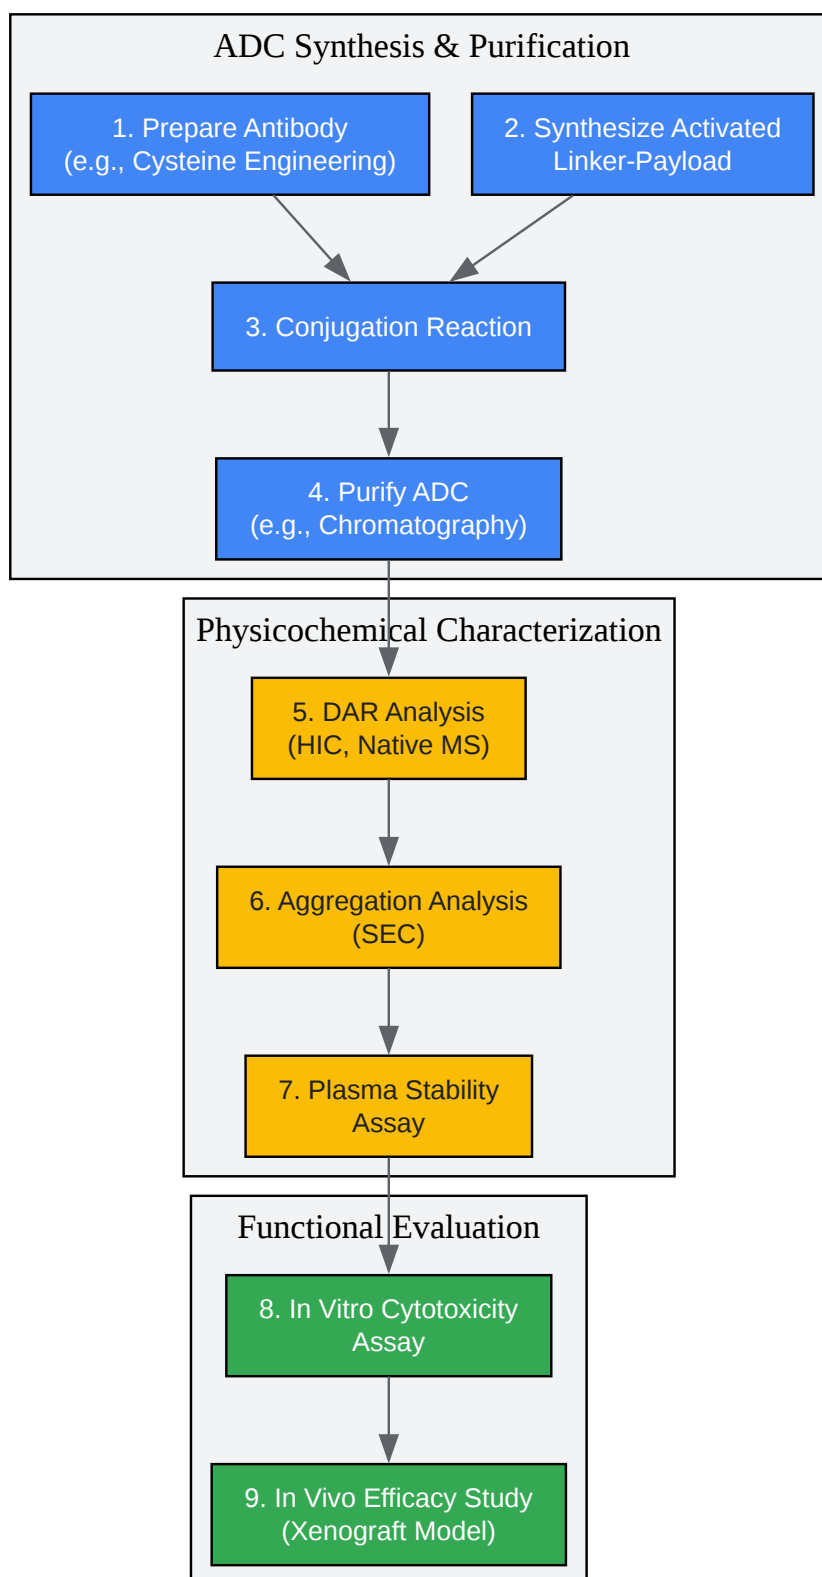 ADC Synthesis & Purification
1. Prepare Antibody
(e.g., Cysteine Engineering)
2. Synthesize Activated
Linker-Payload
3. Conjugation Reaction
4. Purify ADC
(e.g., Chromatography)
Physicochemical Characterization
5. DAR Analysis
(HIC, Native MS)
6. Aggregation Analysis
(SEC)
7. Plasma Stability
Assay
Functional Evaluation
8. In Vitro Cytotoxicity
Assay
9. In Vivo Efficacy Study
(Xenograft Model)